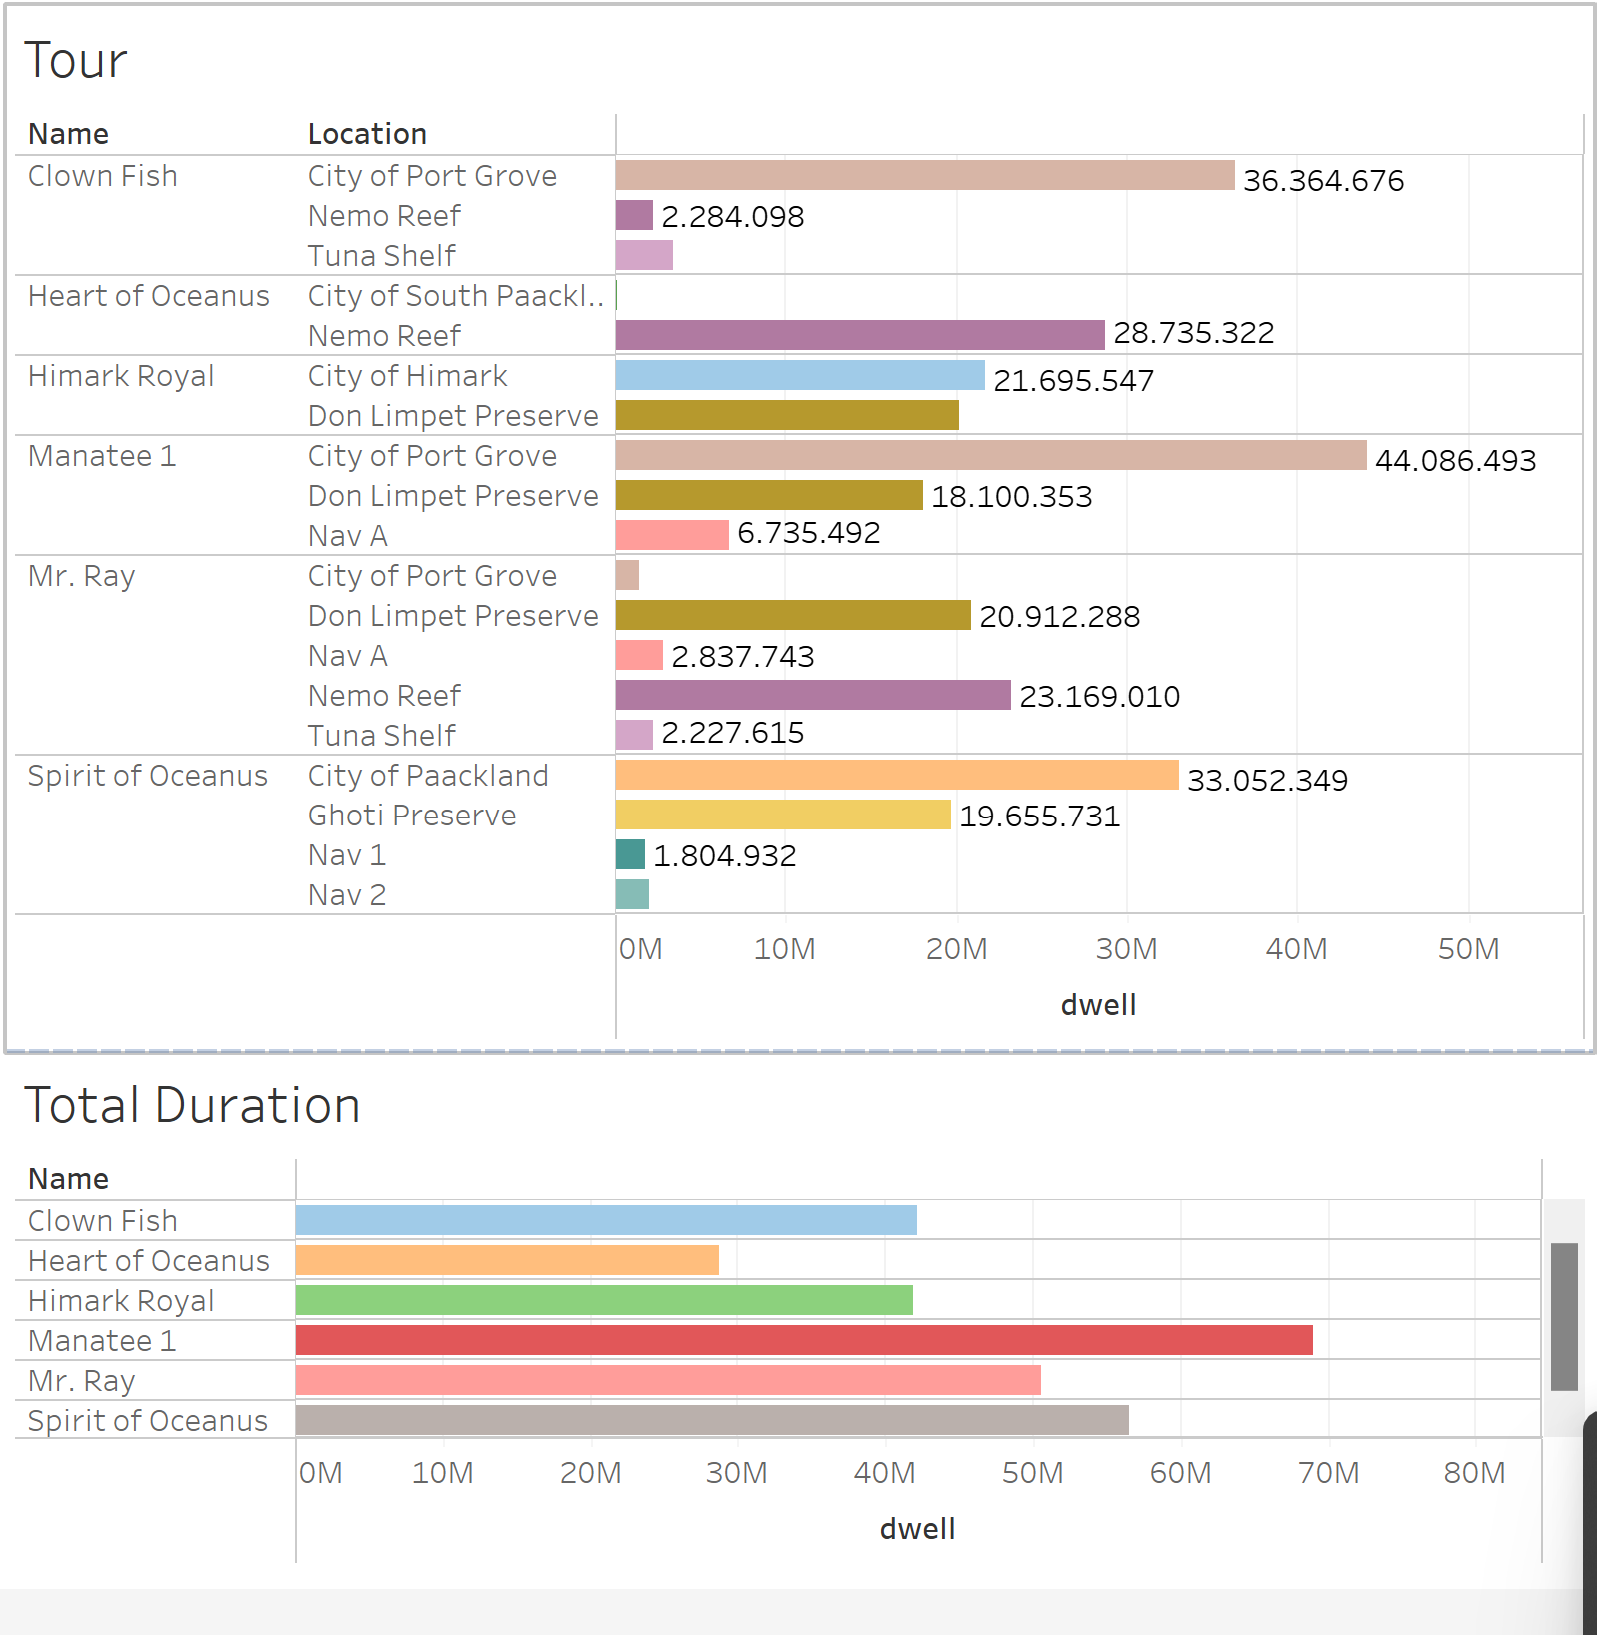 Tour
Name Location
Clown Fish City of Port Grove 36.364.676
Nemo Reef 2.284.098
Tuna Shelf
Heart of Oceanus City of South Paackl..
Nemo Reef 28.735.322
Himark Royal City of Himark 21.695.547
Don Limpet Preserve
Manatee 1 City of Port Grove 44.086.493
Don Limpet Preserve 18.100.353
Nav A 6.735.492
Mr. Ray City of Port Grove
Don Limpet Preserve 20.912.288
Nav A 2.837.743
Nemo Reef 23.169.010
Tuna Shelf 2.227.615
Spirit of Oceanus City of Paackland 33.052.349
Ghoti Preserve 19.655.731
Nav 1 1.804.932
Nav 2
0M 10M 20M 30M 40M 50M
dwell
Total Duration
Name
Clown Fish
Heart of Oceanus
Himark Royal
Manatee 1
Mr. Ray
Spirit of Oceanus
0M 10M 20M 30M 40M 50M 60M 70M 80M
dwell